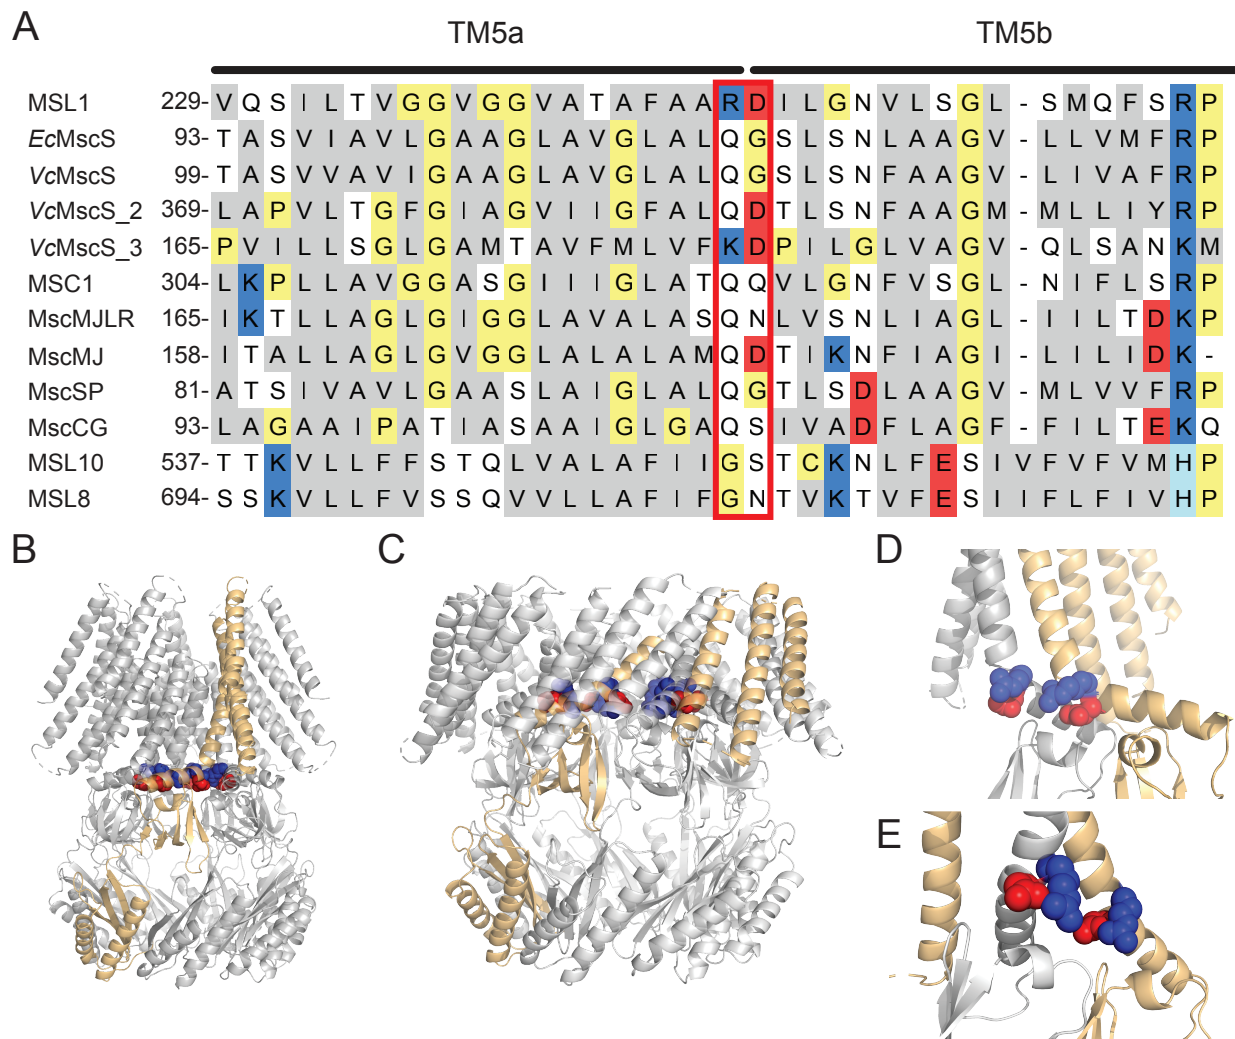 A
TM5a TM5b
MSL1 229- V Q S I L T V G G V G G V A T A F A A R D I L G N V L S G L - S M Q F S R P
EcMscS 93- T A S V I A V L G A A G L A V G L A L Q G S L S N L A A G V - L L V M F R P
VcMscS 99- T A S V V A V I G A A G L A V G L A L Q G S L S N F A A G V - L I V A F R P
VcMscS_2 369- L A P V L T G F G I A G V I I G F A L Q D T L S N F A A G M - M L L I Y R P
VcMscS_3 165- P V I L L S G L G A M T A V F M L V F K D P I L G L V A G V - Q L S A N K M
MSC1 304- L K P L L A V G G A S G I I I G L A T Q Q V L G N F V S G L - N I F L S R P
MscMJLR 165- I K T L L A G L G I G G L A V A L A S Q N L V S N L I A G L - I I L T D K P
MscMJ 158- I T A L L A G L G V G G L A L A L A M Q D T I K N F I A G I - L I L I D K -
MscSP 81- A T S I V A V L G A A S L A I G L A L Q G T L S D L A A G V - M L V V F R P
MscCG 93- L A G A A I P A T I A S A A I G L G A Q S I V A D F L A G F - F I L T E K Q
MSL10 537- T T K V L L F F S T Q L V A L A F I I G S T C K N L F E S I V F V F V M H P
MSL8 694- S S K V L L F V S S Q V V L L A F I F G N T V K T V F E S I I F L F I V H P
B
C
D
E